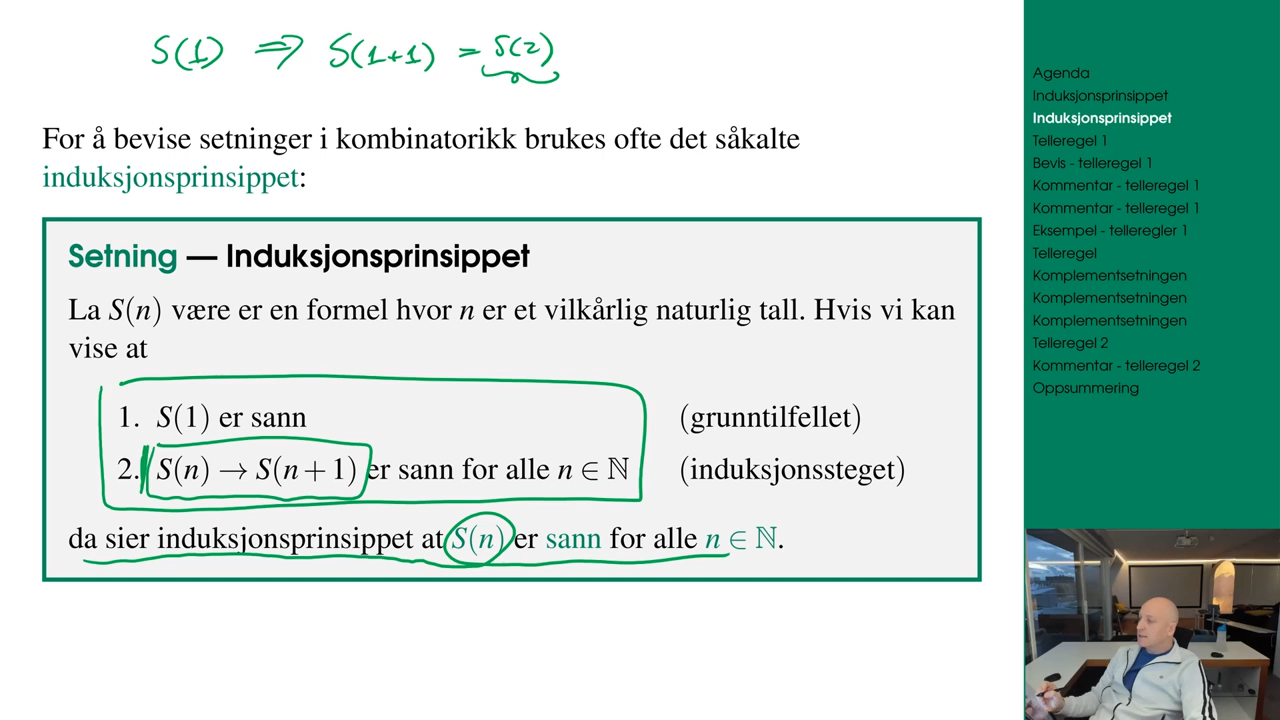 S(1) ⇒ S(1+1) = S(2)
For å bevise setninger i kombinatorikk brukes ofte det såkalte
induksjonsprinsippet:
Setning — Induksjonsprinsippet
La S(n) være er en formel hvor n er et vilkårlig naturlig tall. Hvis vi kan
vise at
1. S(1) er sann (grunntilfellet)
2. S(n) → S(n+1) er sann for alle n ∈ ℕ (induksjonssteget)
da sier induksjonsprinsippet at S(n) er sann for alle n ∈ ℕ.
Agenda
Induksjonsprinsippet
Induksjonsprinsippet
Telleregel 1
Bevis - telleregel 1
Kommentar - telleregel 1
Kommentar - telleregel 1
Eksempel - telleregler 1
Telleregel
Komplementsetningen
Komplementsetningen
Komplementsetningen
Telleregel 2
Kommentar - telleregel 2
Oppsummering